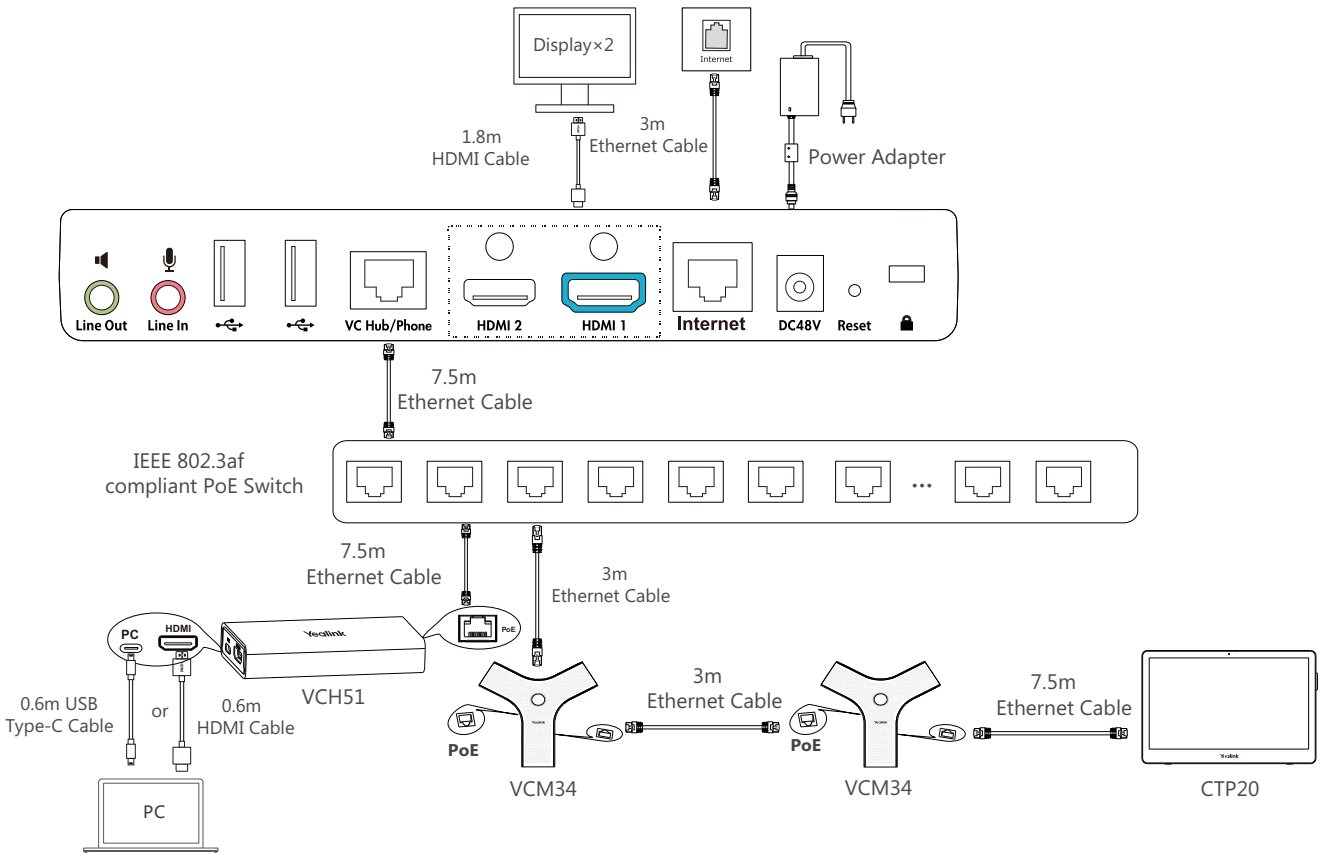 Display×2
Internet
1.8m
HDMI Cable
3m
Ethernet Cable
Power Adapter
Line Out
Line In
VC Hub/Phone
HDMI 2
HDMI 1
Internet
DC48V
Reset
7.5m
Ethernet Cable
IEEE 802.3af
compliant PoE Switch
...
7.5m
Ethernet Cable
3m
Ethernet Cable
PC
HDMI
Yealink
PoE
VCH51
0.6m USB
Type-C Cable
or
0.6m
HDMI Cable
PC
Yealink
PoE
VCM34
3m
Ethernet Cable
Yealink
PoE
VCM34
7.5m
Ethernet Cable
Yealink
CTP20